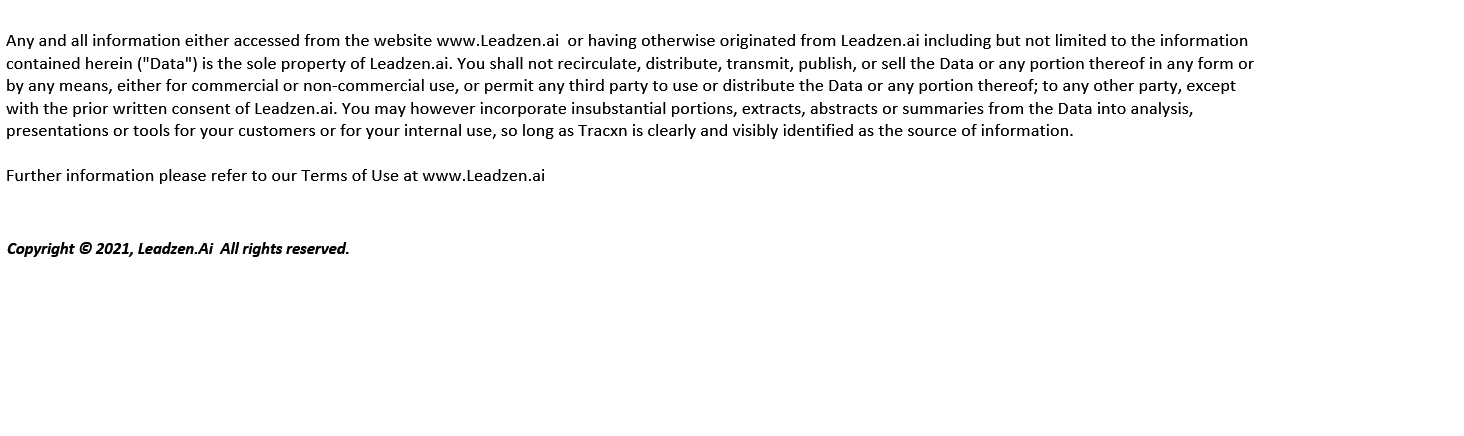 Any and all information either accessed from the website www.Leadzen.ai  or having otherwise originated from Leadzen.ai including but not limited to the information
contained herein ("Data") is the sole property of Leadzen.ai. You shall not recirculate, distribute, transmit, publish, or sell the Data or any portion thereof in any form or
by any means, either for commercial or non-commercial use, or permit any third party to use or distribute the Data or any portion thereof; to any other party, except
with the prior written consent of Leadzen.ai. You may however incorporate insubstantial portions, extracts, abstracts or summaries from the Data into analysis,
presentations or tools for your customers or for your internal use, so long as Tracxn is clearly and visibly identified as the source of information.
Further information please refer to our Terms of Use at www.Leadzen.ai
Copyright © 2021, Leadzen.Ai  All rights reserved.